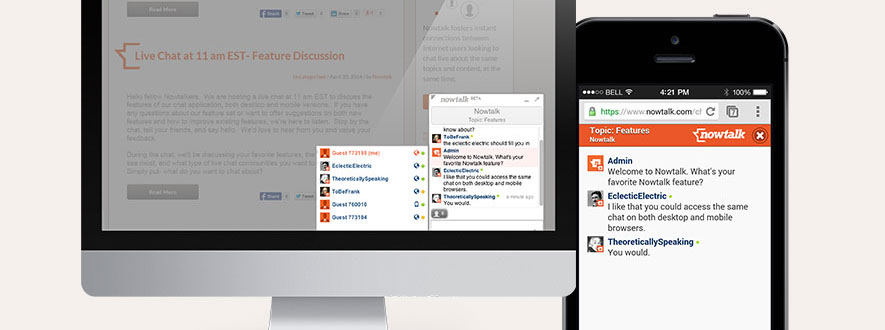 Read More
Share 0 Tweet 4 Share 0 +1 0
Nowtalk fosters instant
connections between
Internet users looking to
chat live about the same
topics and content, at
the same time.
Live Chat at 11 am EST- Feature Discussion
Uncategorized
April 20, 2014
by Nowtalk
Hello fellow Nowtalkers. We are hosting a live chat at 11 am EST to discuss the
features of our chat application, both desktop and mobile versions. If you have
any questions about our feature set or want to offer suggestions on both new
features and how to improve existing features, we're here to listen. Stop by the
chat, tell your friends, and say hello. We'd love to hear from you and value your
feedback.
During the chat, we'll be discussing your favorite features, the
see most, and what type of live chat communities you want to
Simply put- what do you want to chat about?
Read More
nowtalk BETA
Nowtalk
Topic: Features
know about?
ToBeFrank
the eclectic electric should fill you in
Admin
Welcome to Nowtalk. What's your
favorite Nowtalk feature?
EclecticElectric
I like that you could access the same
chat on both desktop and mobile
browsers.
TheoreticallySpeaking a minute ago
You would.
6
Guest 773188 (me)
EclecticElectric
TheoreticallySpeaking
ToBeFrank
Guest 760010
Guest 773184
BELL 4:21 PM 100%
https://www.nowtalk.com/cl 7
Topic: Features
Nowtalk
nowtalk
Admin
Welcome to Nowtalk. What's your
favorite Nowtalk feature?
EclecticElectric
I like that you could access the same
chat on both desktop and mobile
browsers.
TheoreticallySpeaking
You would.